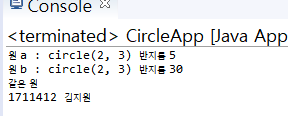 Console
<terminated> CircleApp [Java App
원 a : circle(2, 3) 반지름 5
원 b : circle(2, 3) 반지름 30
같은 원
1711412 김지원